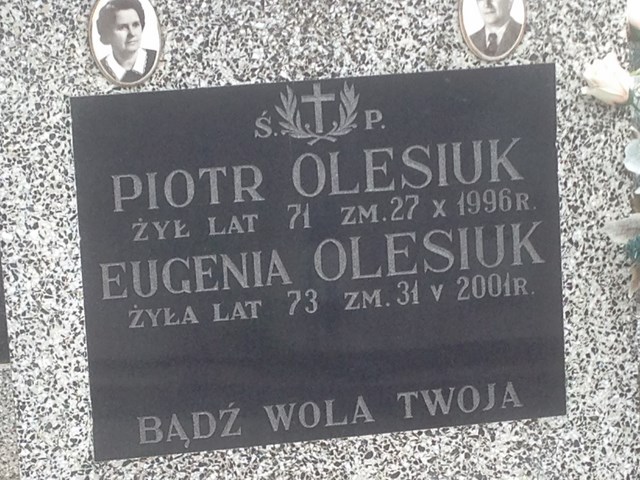 Ś. P.
PIOTR OLESIUK
ŻYŁ LAT 71 ZM. 27 X 1996 R.
EUGENIA OLESIUK
ŻYŁA LAT 73 ZM. 31 V 2001 R.
BĄDŹ WOLA TWOJA